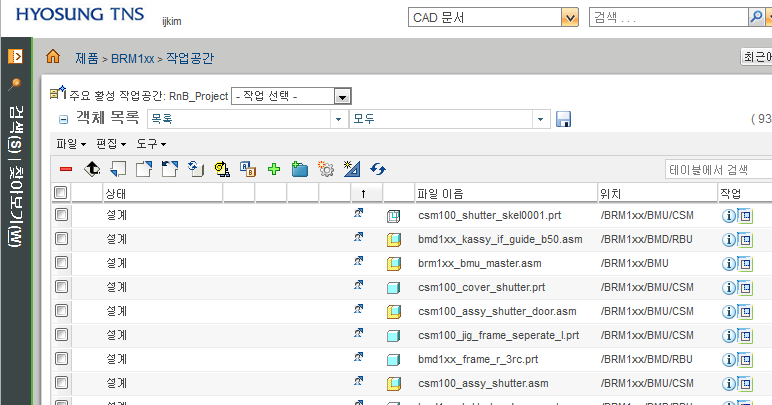 HYOSUNG TNS
ijkim
CAD 문서
검색 ...
제품 > BRM1xx > 작업공간
최근에
검색(S) | 찾아보기(W)
주요 활성 작업공간: RnB_Project - 작업 선택 -
객체 목록 목록 모두 ( 93
파일 편집 도구
테이블에서 검색
상태 ↑ 파일 이름 위치 작업
설계 csm100_shutter_skel0001.prt /BRM1xx/BMU/CSM
설계 bmd1xx_kassy_if_guide_b50.asm /BRM1xx/BMD/RBU
설계 brm1xx_bmu_master.asm /BRM1xx/BMU
설계 csm100_cover_shutter.prt /BRM1xx/BMU/CSM
설계 csm100_assy_shutter_door.asm /BRM1xx/BMU/CSM
설계 csm100_jig_frame_seperate_l.prt /BRM1xx/BMU/CSM
설계 bmd1xx_frame_r_3rc.prt /BRM1xx/BMD/RBU
설계 csm100_assy_shutter.asm /BRM1xx/BMU/CSM